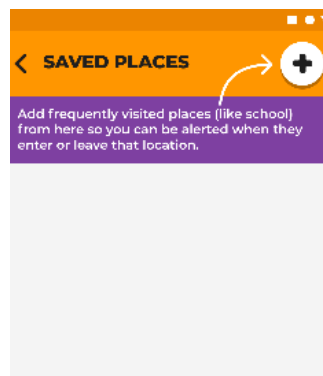 SAVED PLACES
Add frequently visited places (like school)
from here so you can be alerted when they
enter or leave that location.